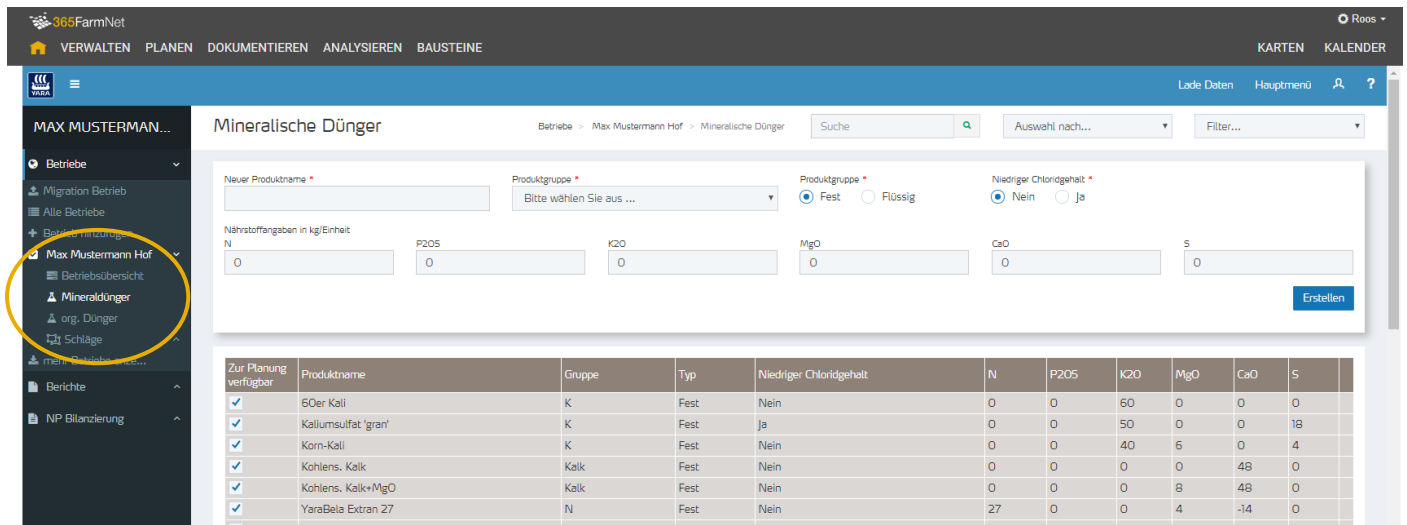 365FarmNet
Roos
VERWALTEN PLANEN DOKUMENTIEREN ANALYSIEREN BAUSTEINE KARTEN KALENDER
YARA Lade Daten Hauptmenü ?
MAX MUSTERMAN...
Mineralische Dünger
Betriebe > Max Mustermann Hof > Mineralische Dünger
Suche
Auswahl nach...
Filter...
Betriebe
Migration Betrieb
Alle Betriebe
Betrieb hinzufügen
Max Mustermann Hof
Betriebsübersicht
Mineraldünger
org. Dünger
Schläge
mehr Betriebe anze...
Berichte
NP Bilanzierung
Neuer Produktname * Produktgruppe * Produktgruppe * Niedriger Chloridgehalt *
Bitte wählen Sie aus ... Fest Flüssig Nein Ja
Nährstoffangaben in kg/Einheit
N P2O5 K2O MgO CaO S
0 0 0 0 0 0
Erstellen
Zur Planung verfügbar Produktname Gruppe Typ Niedriger Chloridgehalt N P2O5 K2O MgO CaO S
60er Kali K Fest Nein 0 0 60 0 0 0
Kaliumsulfat 'gran' K Fest Ja 0 0 50 0 0 18
Korn-Kali K Fest Nein 0 0 40 6 0 4
Kohlens. Kalk Kalk Fest Nein 0 0 0 0 48 0
Kohlens. Kalk+MgO Kalk Fest Nein 0 0 0 8 48 0
YaraBela Extran 27 N Fest Nein 27 0 0 4 -14 0